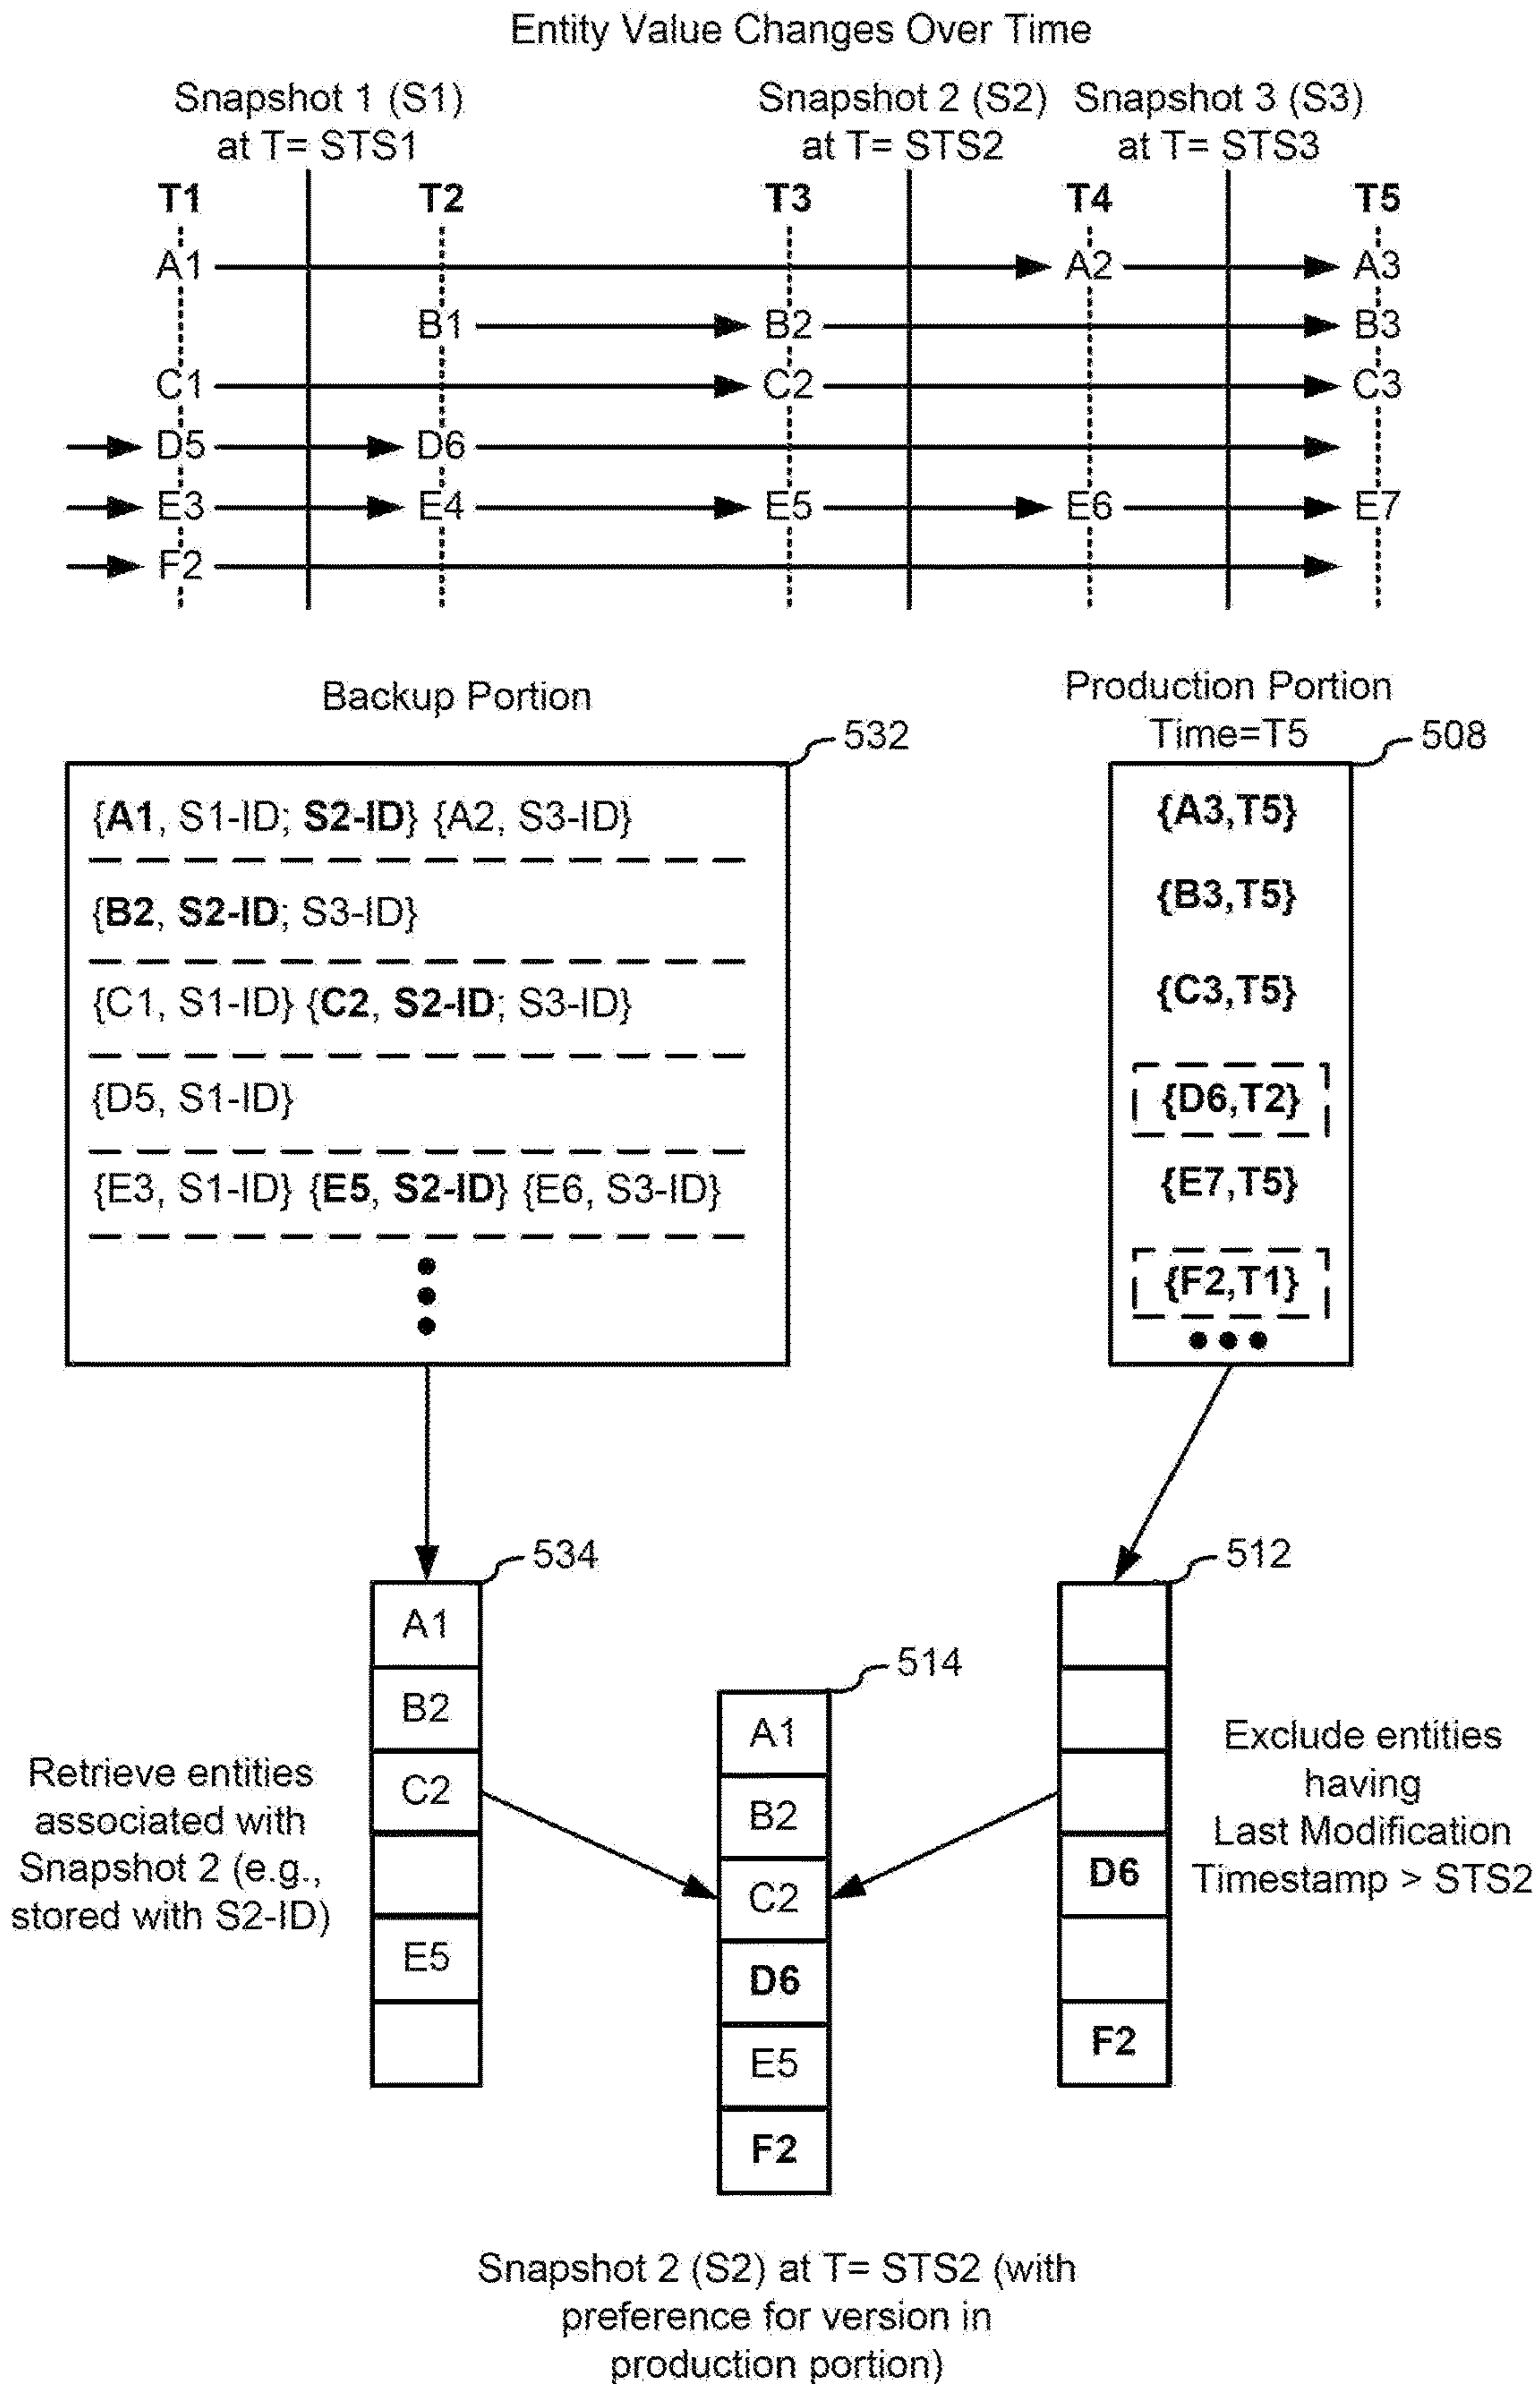 Entity Value Changes Over Time
Snapshot 1 (S1)
at T= STS1
Snapshot 2 (S2)
at T= STS2
Snapshot 3 (S3)
at T= STS3
T1 T2 T3 T4 T5
A1 A2 A3
B1 B2 B3
C1 C2 C3
D5 D6
E3 E4 E5 E6 E7
F2
Backup Portion
532
{A1, S1-ID; S2-ID} {A2, S3-ID}
{B2, S2-ID; S3-ID}
{C1, S1-ID} {C2, S2-ID; S3-ID}
{D5, S1-ID}
{E3, S1-ID} {E5, S2-ID} {E6, S3-ID}
Production Portion
Time=T5
508
{A3,T5}
{B3,T5}
{C3,T5}
{D6,T2}
{E7,T5}
{F2,T1}
534
A1
B2
C2
E5
Retrieve entities
associated with
Snapshot 2 (e.g.,
stored with S2-ID)
514
A1
B2
C2
D6
E5
F2
512
D6
F2
Exclude entities
having
Last Modification
Timestamp > STS2
Snapshot 2 (S2) at T= STS2 (with
preference for version in
production portion)